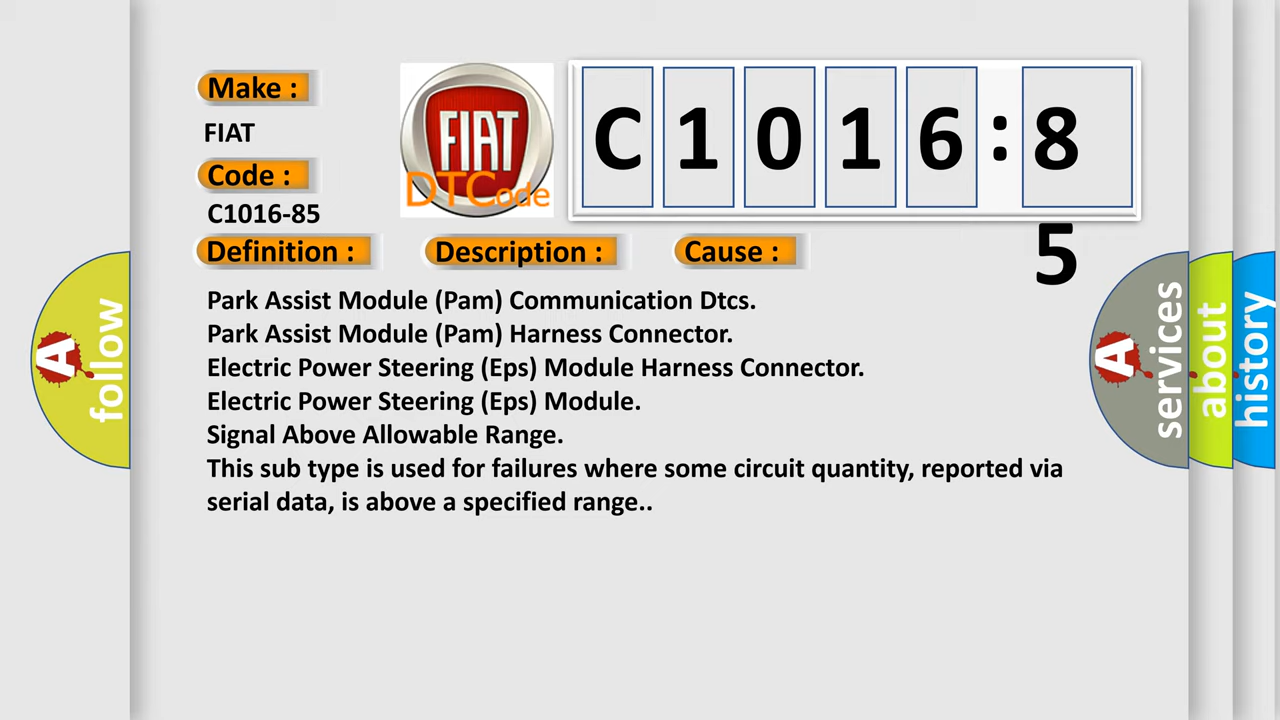 Make :
FIAT
Code :
C1016-85
FIAT
DTCode
C1016:8
5
Definition :
Description :
Cause :
Park Assist Module (Pam) Communication Dtcs.
Park Assist Module (Pam) Harness Connector.
Electric Power Steering (Eps) Module Harness Connector.
Electric Power Steering (Eps) Module.
Signal Above Allowable Range.
This sub type is used for failures where some circuit quantity, reported via
serial data, is above a specified range..
A
follow
A
services
about
history